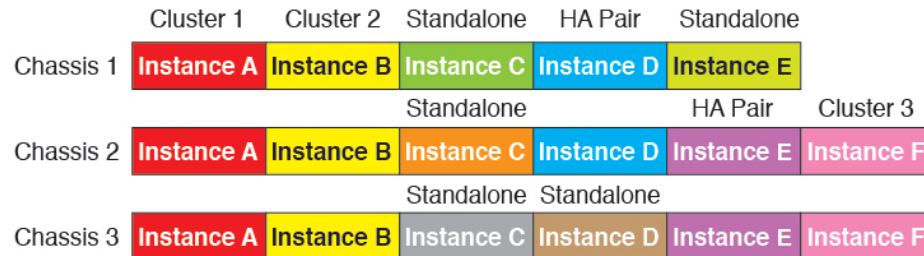 Cluster 1 Cluster 2 Standalone HA Pair Standalone
Chassis 1 Instance A Instance B Instance C Instance D Instance E
Standalone HA Pair Cluster 3
Chassis 2 Instance A Instance B Instance C Instance D Instance E Instance F
Standalone Standalone
Chassis 3 Instance A Instance B Instance C Instance D Instance E Instance F